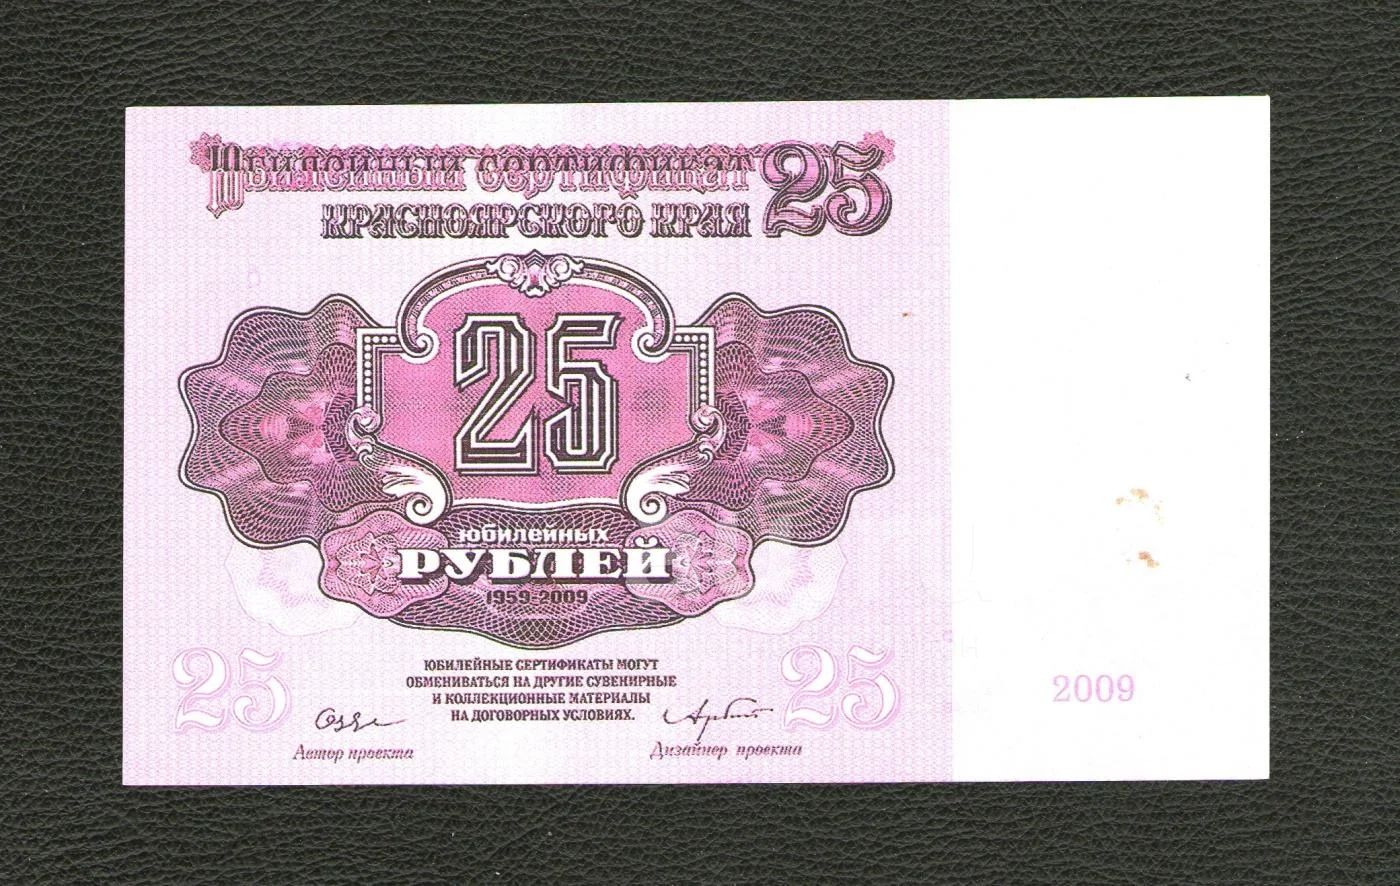 Юбилейный сертификат 25
КРАСНОЯРСКОГО КРАЯ
25
юбилейных
РУБЛЕЙ
1959-2009
ЮБИЛЕЙНЫЕ СЕРТИФИКАТЫ МОГУТ
ОБМЕНИВАТЬСЯ НА ДРУГИЕ СУВЕНИРНЫЕ
И КОЛЛЕКЦИОННЫЕ МАТЕРИАЛЫ
НА ДОГОВОРНЫХ УСЛОВИЯХ.
25
25
Автор проекта
Дизайнер проекта
2009